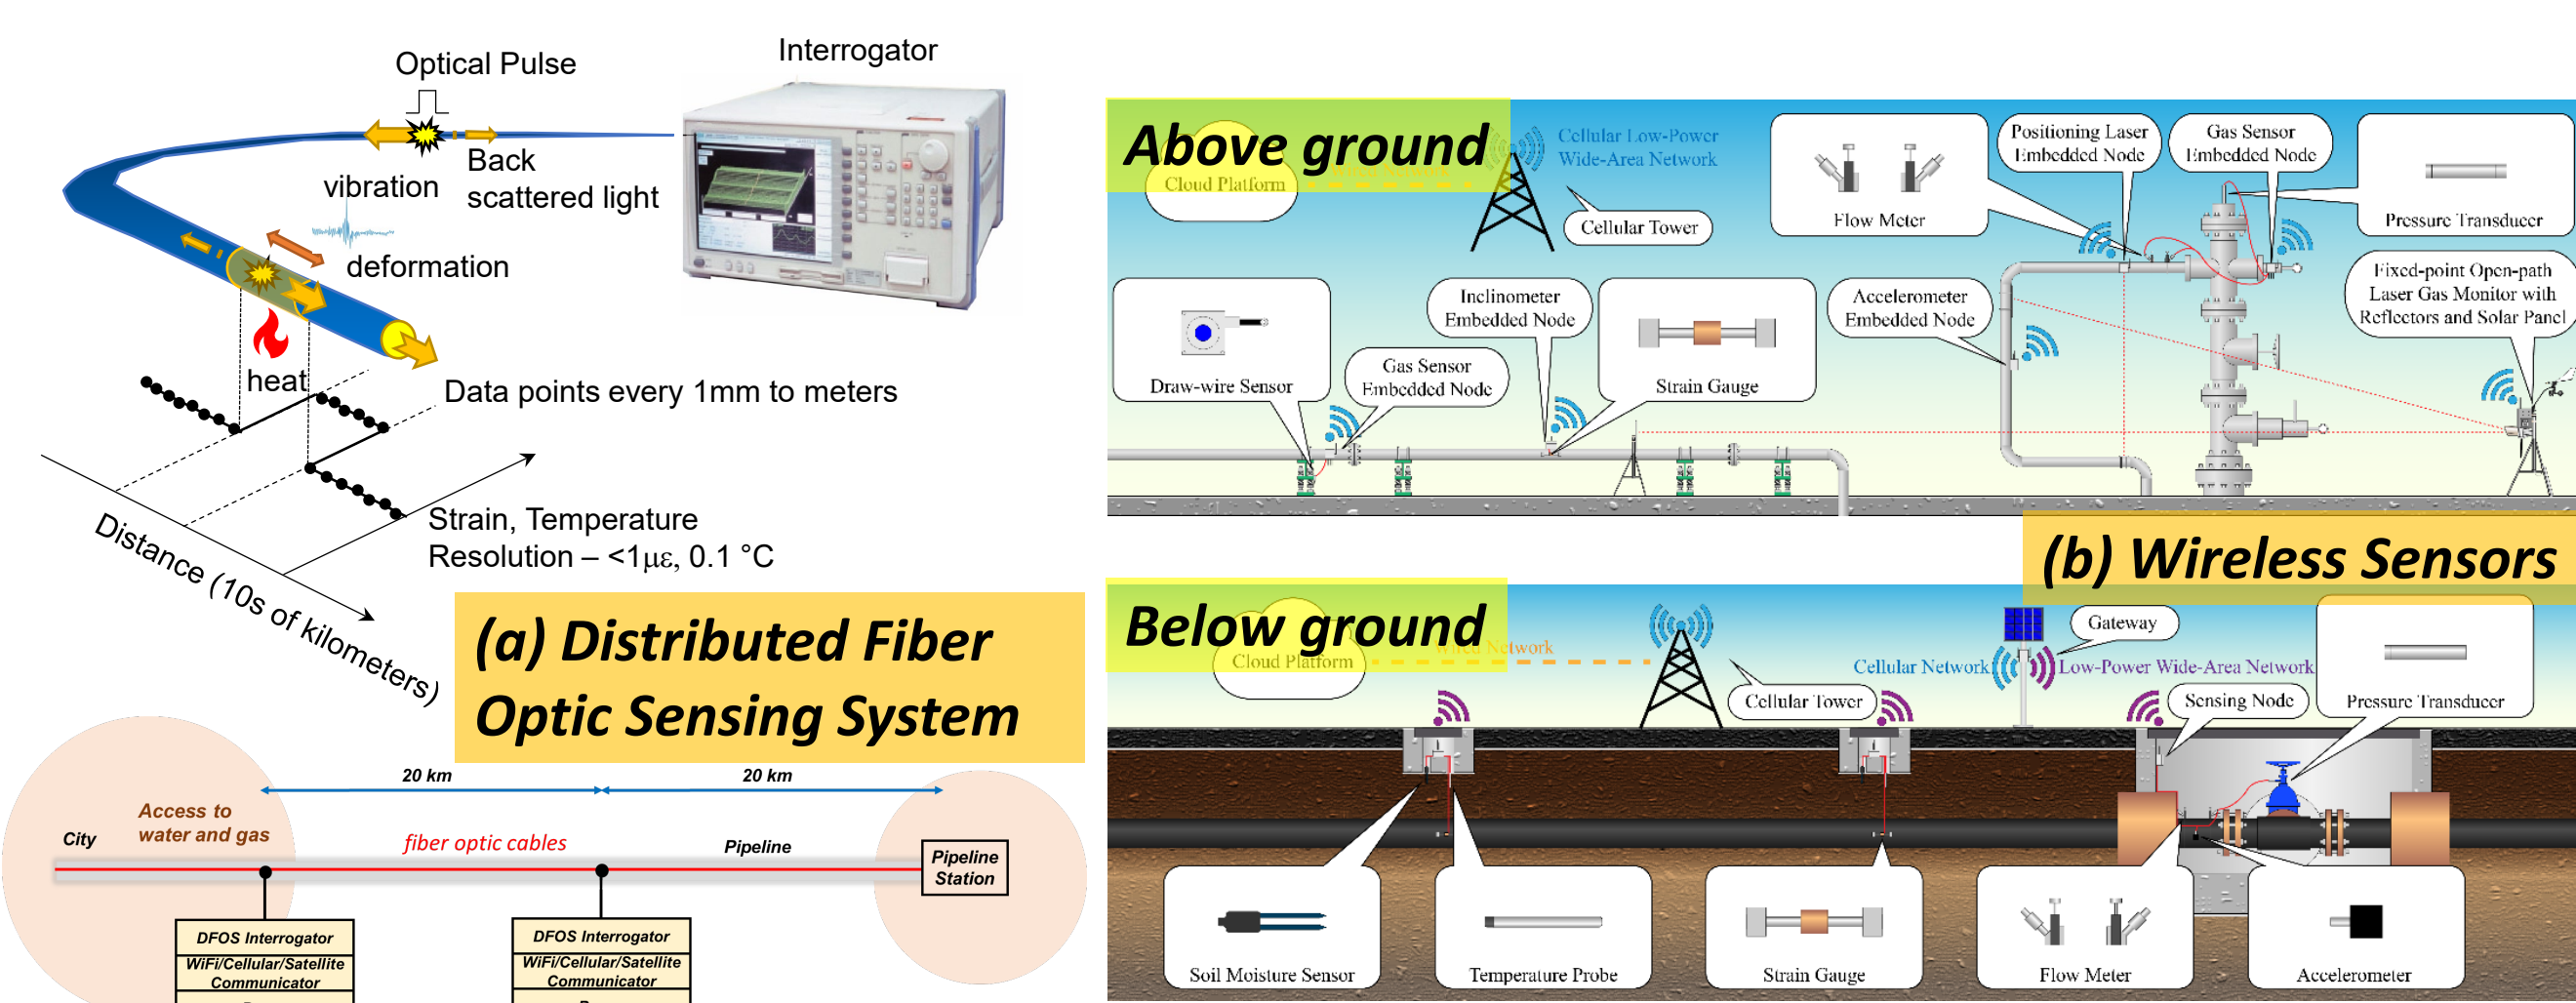 Optical Pulse
Interrogator
Back
scattered light
vibration
deformation
heat
Data points every 1mm to meters
Strain, Temperature
Resolution – <1με, 0.1 °C
Distance (10s of kilometers)
(a) Distributed Fiber
Optic Sensing System
20 km
20 km
Access to
water and gas
City
fiber optic cables
Pipeline
Pipeline
Station
DFOS Interrogator
WiFi/Cellular/Satellite
Communicator
DFOS Interrogator
WiFi/Cellular/Satellite
Communicator
Above ground
Cloud Platform
Wired Network
Cellular Low-Power
Wide-Area Network
Cellular Tower
Flow Meter
Positioning Laser
Embedded Node
Gas Sensor
Embedded Node
Pressure Transducer
Draw-wire Sensor
Gas Sensor
Embedded Node
Inclinometer
Embedded Node
Strain Gauge
Accelerometer
Embedded Node
Fixed-point Open-path
Laser Gas Monitor with
Reflectors and Solar Panel
(b) Wireless Sensors
Below ground
Cloud Platform
Wired Network
Cellular Tower
Cellular Network
Gateway
Low-Power Wide-Area Network
Sensing Node
Pressure Transducer
Soil Moisture Sensor
Temperature Probe
Strain Gauge
Flow Meter
Accelerometer